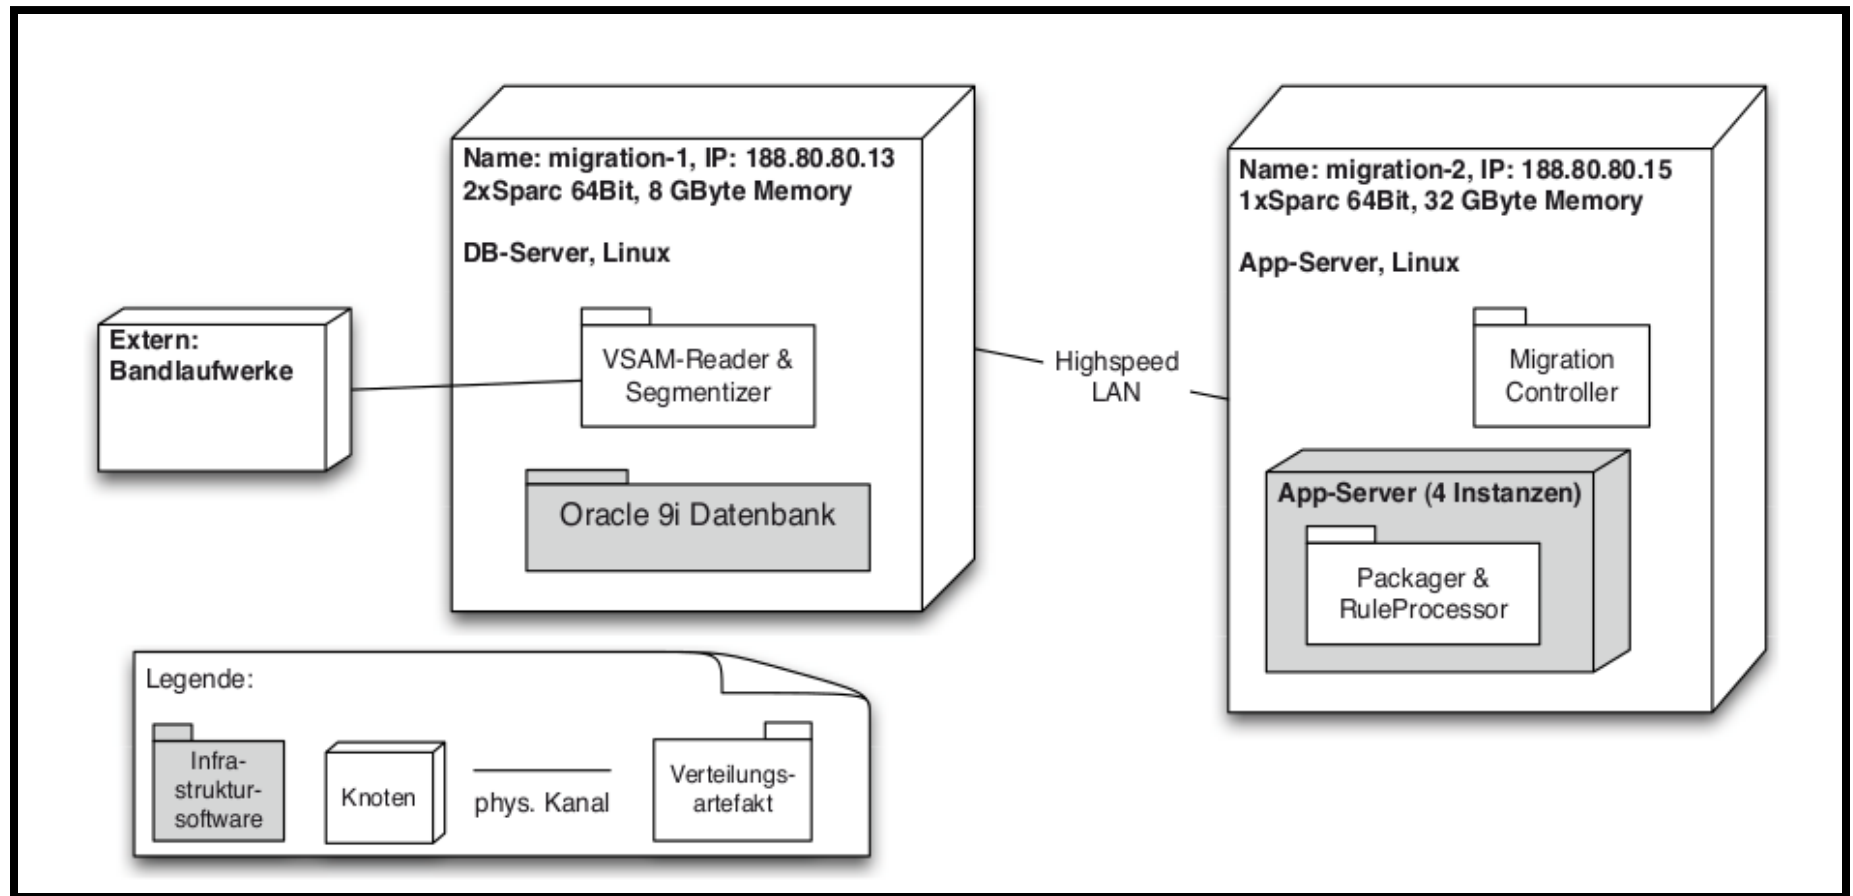 Name: migration-1, IP: 188.80.80.13
2xSparc 64Bit, 8 GByte Memory
DB-Server, Linux
Extern:
Bandlaufwerke
VSAM-Reader &
Segmentizer
Oracle 9i Datenbank
Highspeed
LAN
Name: migration-2, IP: 188.80.80.15
1xSparc 64Bit, 32 GByte Memory
App-Server, Linux
Migration
Controller
App-Server (4 Instanzen)
Packager &
RuleProcessor
Legende:
Infra-
struktur-
software
Knoten
phys. Kanal
Verteilungs-
artefakt